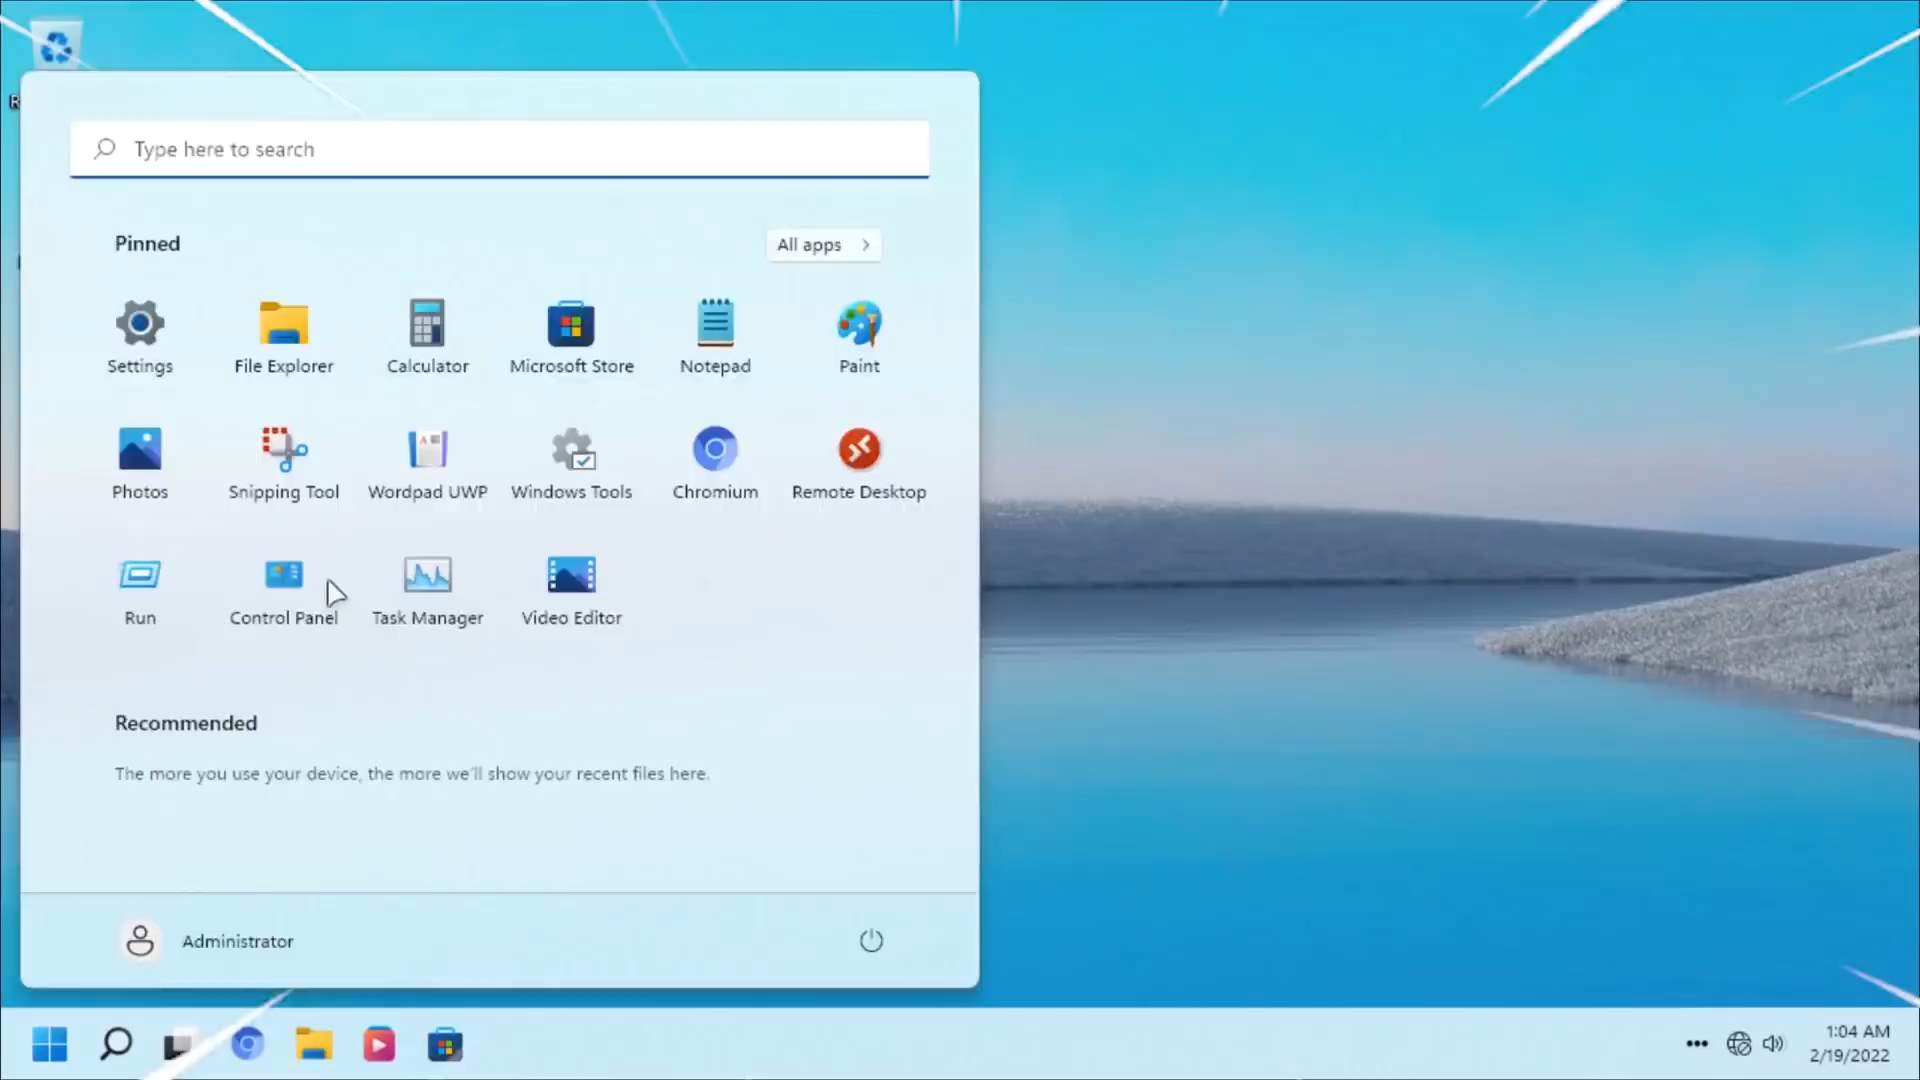 Type here to search
Pinned
All apps
Settings
File Explorer
Calculator
Microsoft Store
Notepad
Paint
Photos
Snipping Tool
Wordpad UWP
Windows Tools
Chromium
Remote Desktop
Run
Control Panel
Task Manager
Video Editor
Recommended
The more you use your device, the more we'll show your recent files here.
Administrator
1:04 AM
2/19/2022